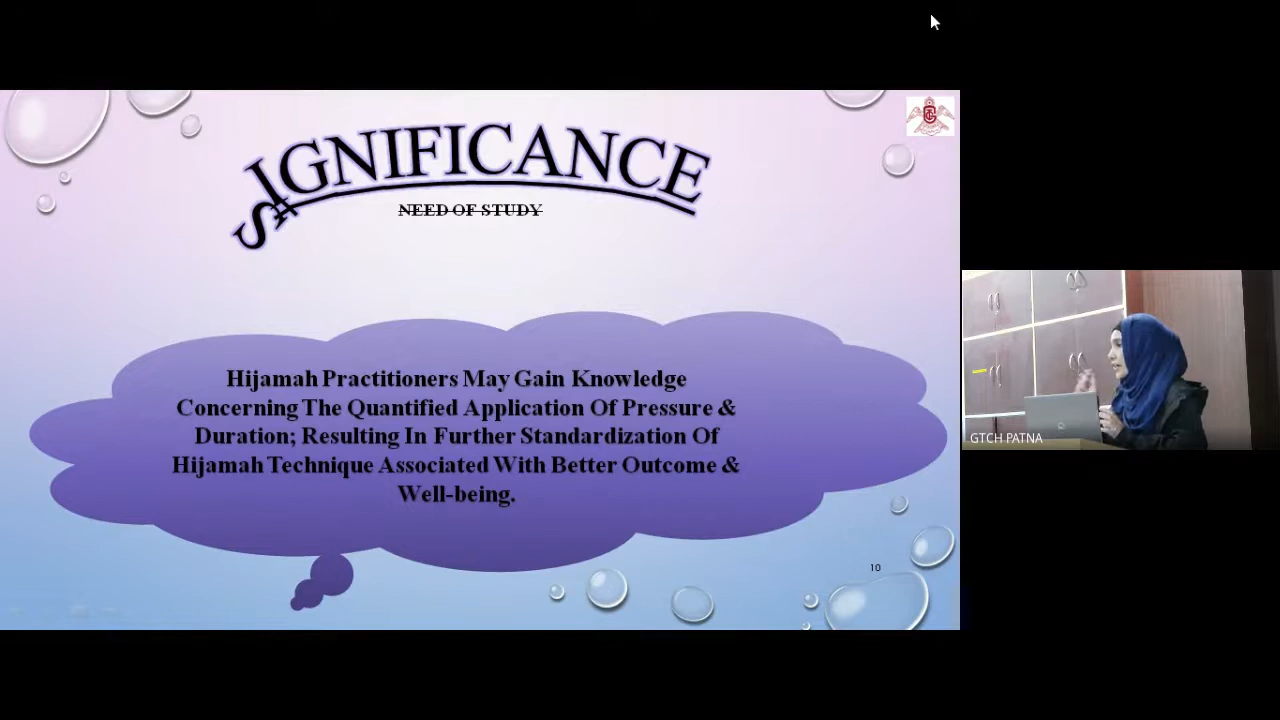 SIGNIFICANCE
NEED OF STUDY
Hijamah Practitioners May Gain Knowledge
Concerning The Quantified Application Of Pressure &
Duration; Resulting In Further Standardization Of
Hijamah Technique Associated With Better Outcome &
Well-being.
10
GTCH PATNA